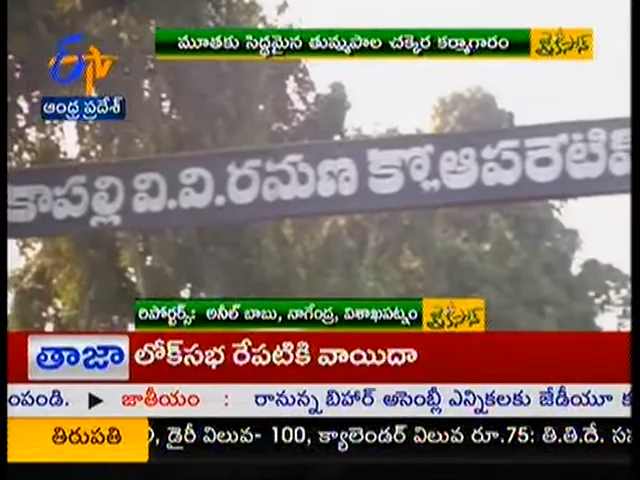 మూతకు సిద్ధమైన తుమ్మపాల చక్కెర కర్మాగారం
ఆంధ్ర ప్రదేశ్
కాపల్లి వి.వి.రమణ కో.ఆపరేటివ్
రిపోర్టర్స్: అనీల్ బాబు, నాగేంద్ర, విశాఖపట్నం
తాజా లోక్‌సభ రేపటికి వాయిదా
ంపండి. ▶ జాతీయం : రానున్న బిహార్ అసెంబ్లీ ఎన్నికలకు జేడీయూ క
తిరుపతి , డైరీ విలువ- 100, క్యాలెండర్ విలువ రూ.75: తి.తి.దే. స